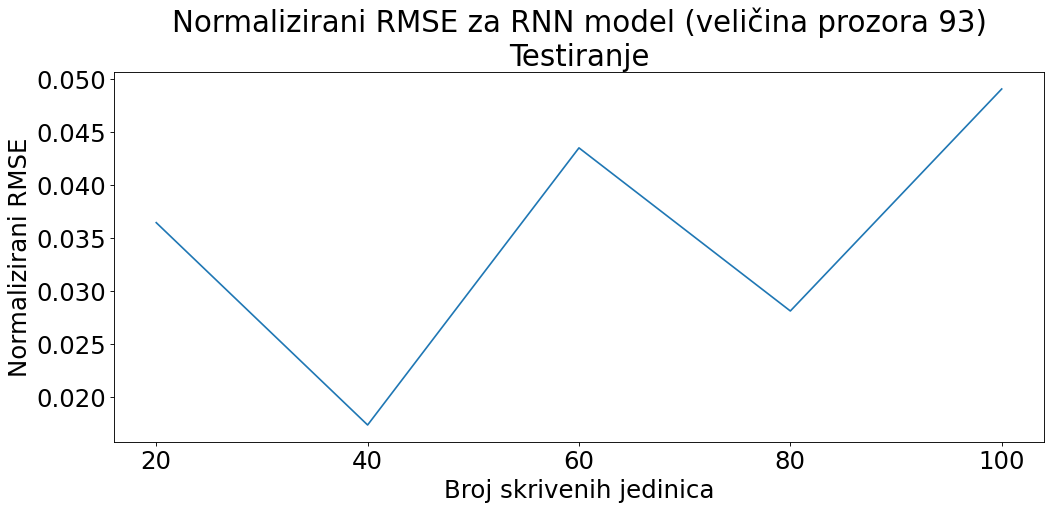 Normalizirani RMSE za RNN model (veličina prozora 93)
Testiranje
Normalizirani RMSE
0.050
0.045
0.040
0.035
0.030
0.025
0.020
20 40 60 80 100
Broj skrivenih jedinica